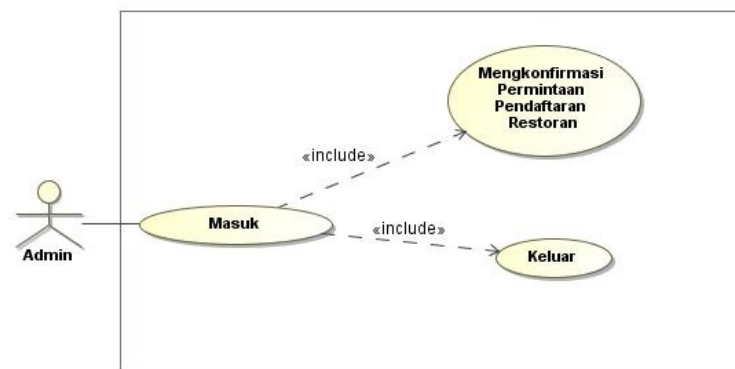 Mengkonfirmasi
Permintaan
Pendaftaran
Restoran
«include»
Masuk
«include»
Keluar
Admin